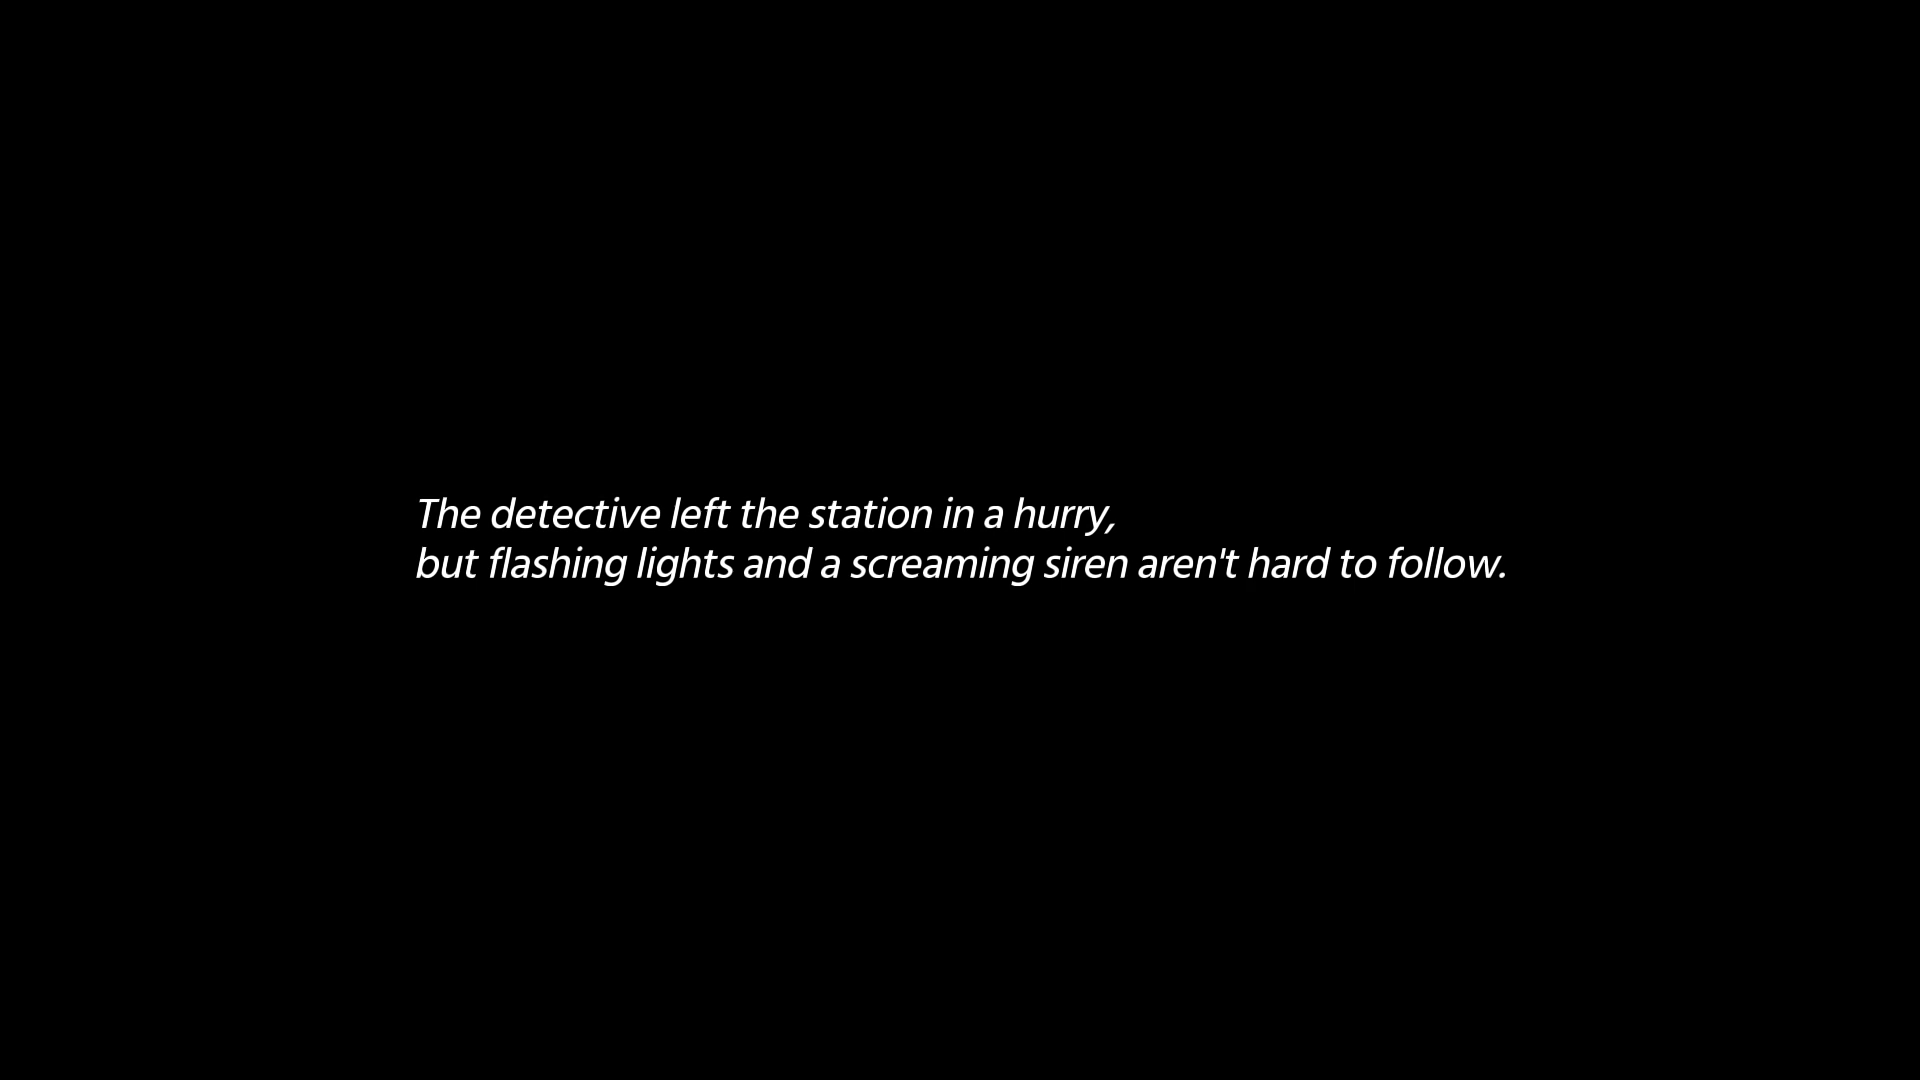 The detective left the station in a hurry,
but flashing lights and a screaming siren aren't hard to follow.